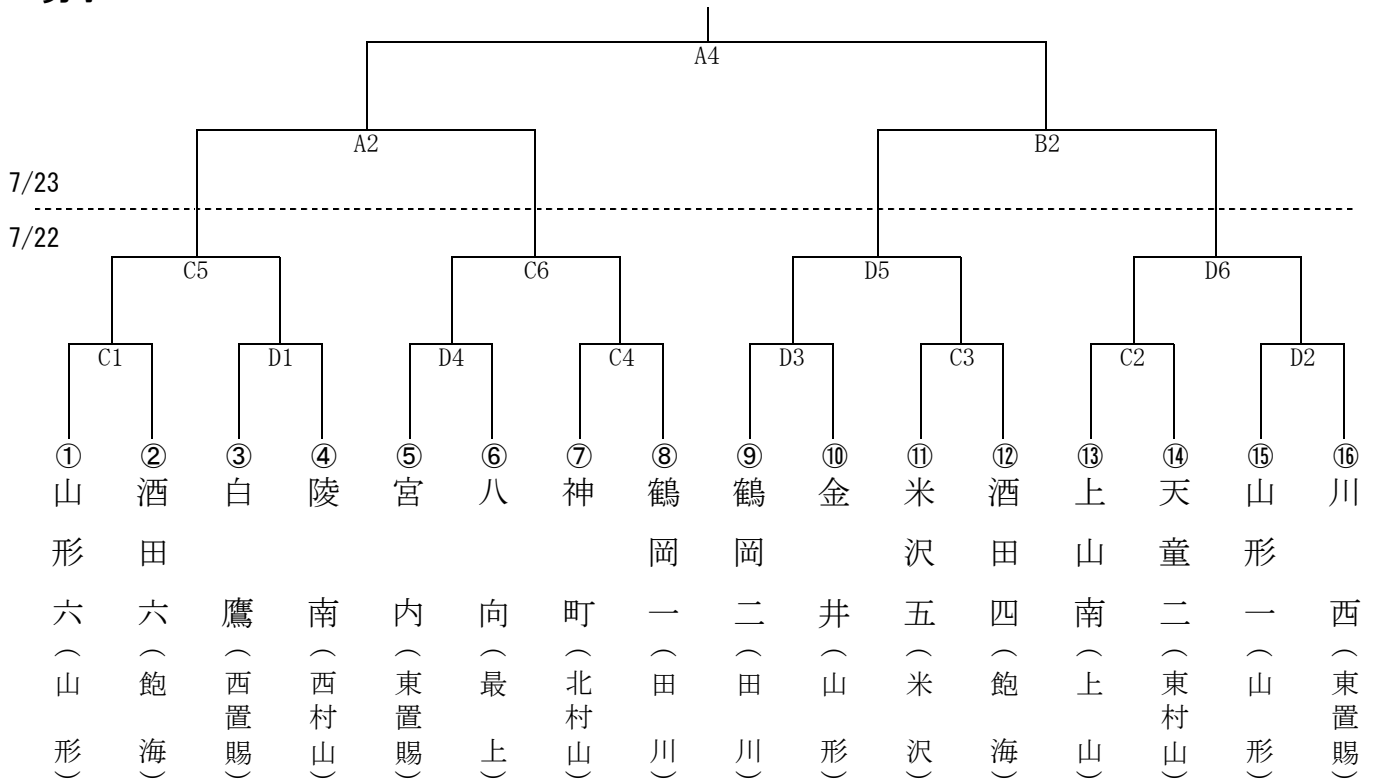 A4
A2
B2
7/23
7/22
C5
C6
D5
D6
C1
D1
D4
C4
D3
C3
C2
D2
①
山形六(山形)
②
酒田六(飽海)
③
白鷹(西置賜)
④
陵南(西村山)
⑤
宮内(東置賜)
⑥
八向(最上)
⑦
神町(北村山)
⑧
鶴岡一(田川)
⑨
鶴岡二(田川)
⑩
金井(山形)
⑪
米沢五(米沢)
⑫
酒田四(飽海)
⑬
上山南(上山)
⑭
天童二(東村山)
⑮
山形一(山形)
⑯
川西(東置賜)